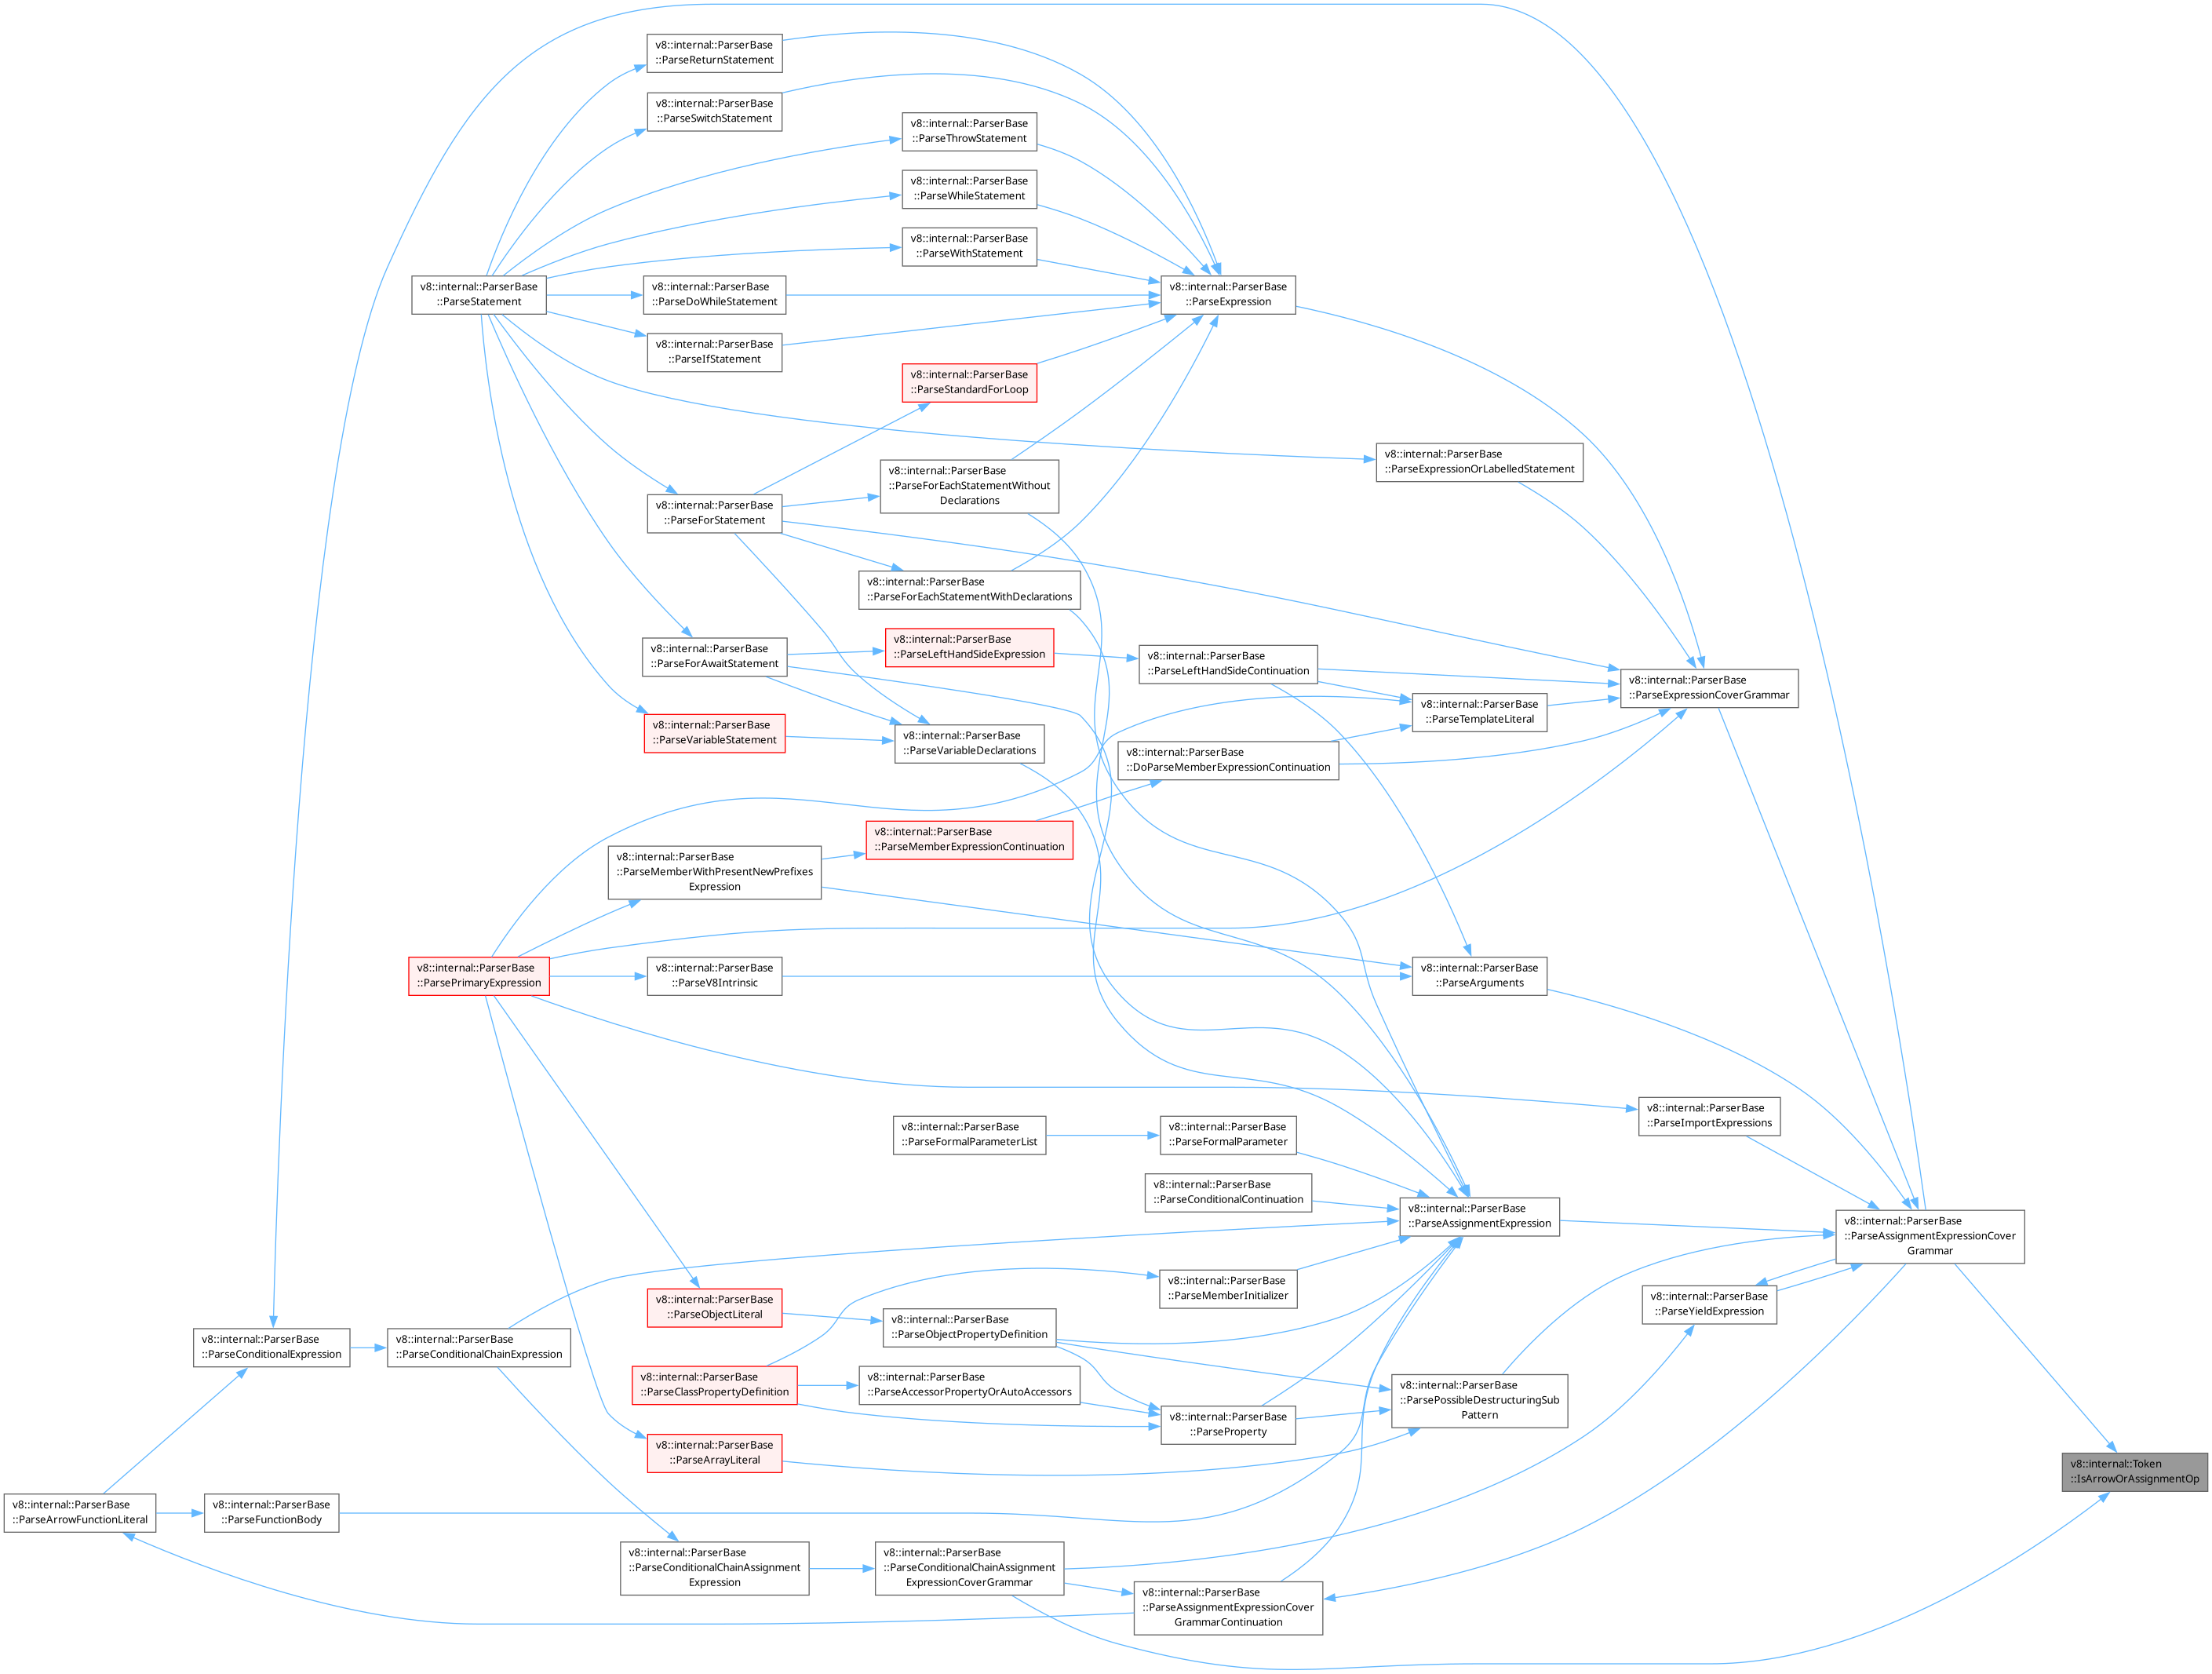 v8::internal::ParserBase
::ParseReturnStatement
v8::internal::ParserBase
::ParseSwitchStatement
v8::internal::ParserBase
::ParseThrowStatement
v8::internal::ParserBase
::ParseWhileStatement
v8::internal::ParserBase
::ParseWithStatement
v8::internal::ParserBase
::ParseStatement
v8::internal::ParserBase
::ParseDoWhileStatement
v8::internal::ParserBase
::ParseExpression
v8::internal::ParserBase
::ParseIfStatement
v8::internal::ParserBase
::ParseStandardForLoop
v8::internal::ParserBase
::ParseExpressionOrLabelledStatement
v8::internal::ParserBase
::ParseForEachStatementWithout
Declarations
v8::internal::ParserBase
::ParseForStatement
v8::internal::ParserBase
::ParseForEachStatementWithDeclarations
v8::internal::ParserBase
::ParseForAwaitStatement
v8::internal::ParserBase
::ParseLeftHandSideExpression
v8::internal::ParserBase
::ParseLeftHandSideContinuation
v8::internal::ParserBase
::ParseExpressionCoverGrammar
v8::internal::ParserBase
::ParseTemplateLiteral
v8::internal::ParserBase
::ParseVariableStatement
v8::internal::ParserBase
::ParseVariableDeclarations
v8::internal::ParserBase
::DoParseMemberExpressionContinuation
v8::internal::ParserBase
::ParseMemberExpressionContinuation
v8::internal::ParserBase
::ParseMemberWithPresentNewPrefixes
Expression
v8::internal::ParserBase
::ParsePrimaryExpression
v8::internal::ParserBase
::ParseV8Intrinsic
v8::internal::ParserBase
::ParseArguments
v8::internal::ParserBase
::ParseImportExpressions
v8::internal::ParserBase
::ParseFormalParameterList
v8::internal::ParserBase
::ParseFormalParameter
v8::internal::ParserBase
::ParseConditionalContinuation
v8::internal::ParserBase
::ParseAssignmentExpression
v8::internal::ParserBase
::ParseAssignmentExpressionCover
Grammar
v8::internal::ParserBase
::ParseMemberInitializer
v8::internal::ParserBase
::ParseYieldExpression
v8::internal::ParserBase
::ParseObjectLiteral
v8::internal::ParserBase
::ParseObjectPropertyDefinition
v8::internal::ParserBase
::ParseConditionalExpression
v8::internal::ParserBase
::ParseConditionalChainExpression
v8::internal::ParserBase
::ParseClassPropertyDefinition
v8::internal::ParserBase
::ParseAccessorPropertyOrAutoAccessors
v8::internal::ParserBase
::ParsePossibleDestructuringSub
Pattern
v8::internal::ParserBase
::ParseProperty
v8::internal::ParserBase
::ParseArrayLiteral
v8::internal::Token
::IsArrowOrAssignmentOp
v8::internal::ParserBase
::ParseArrowFunctionLiteral
v8::internal::ParserBase
::ParseFunctionBody
v8::internal::ParserBase
::ParseConditionalChainAssignment
Expression
v8::internal::ParserBase
::ParseConditionalChainAssignment
ExpressionCoverGrammar
v8::internal::ParserBase
::ParseAssignmentExpressionCover
GrammarContinuation